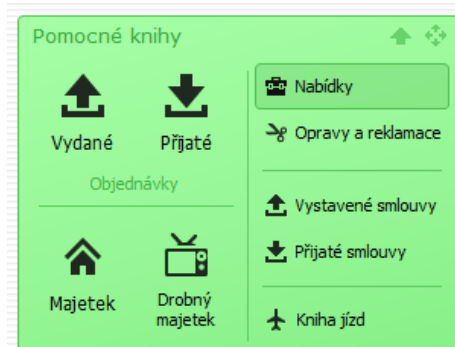 Pomocné knihy
Vydané
Přijaté
Objednávky
Majetek
Drobný
majetek
Nabídky
Opravy a reklamace
Vystavené smlouvy
Přijaté smlouvy
Kniha jízd